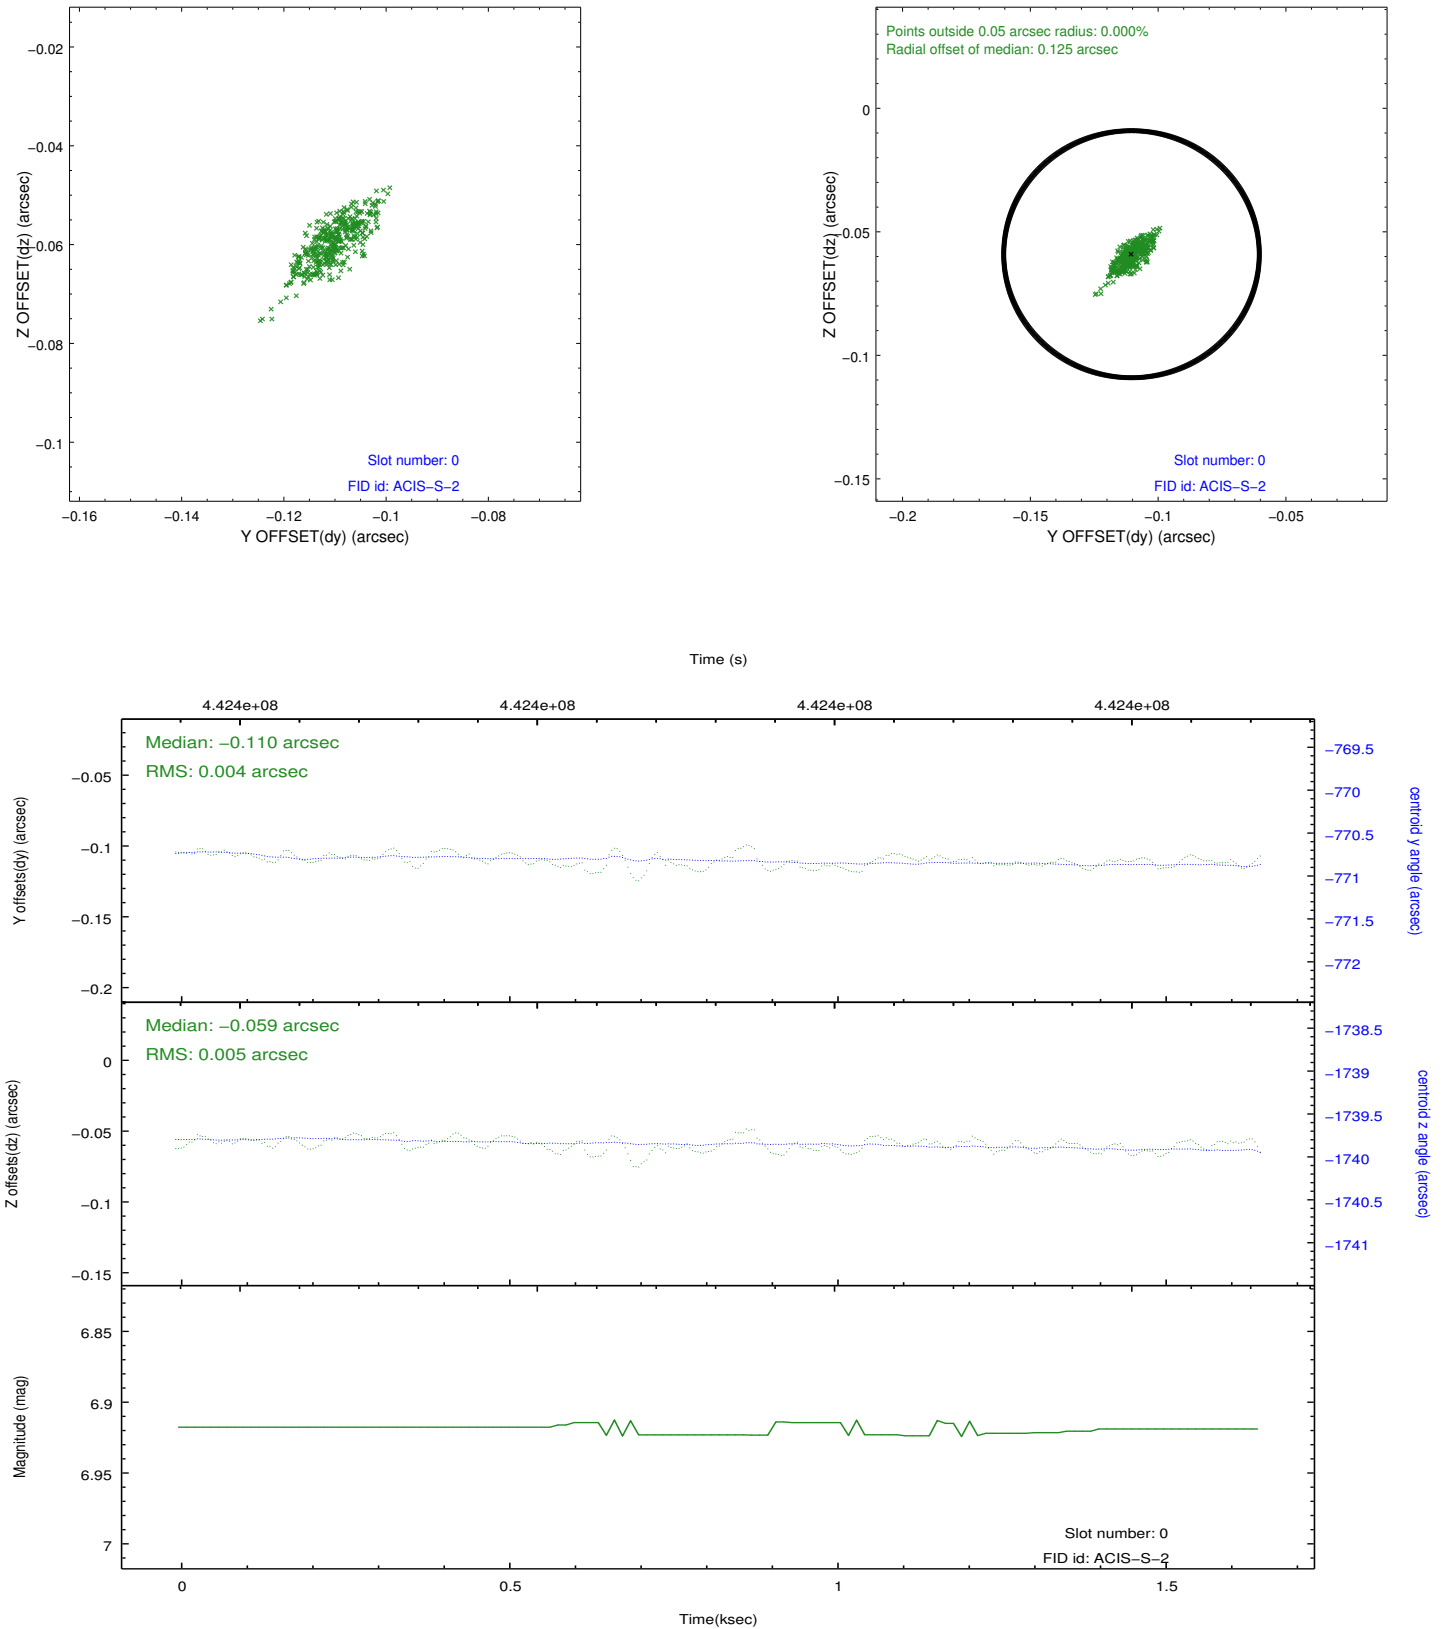 −0.02
−0.04
−0.06
−0.08
−0.1
Z OFFSET(dz) (arcsec)
Slot number: 0
FID id: ACIS−S−2
−0.16
−0.14
−0.12
−0.1
−0.08
Y OFFSET(dy) (arcsec)
Points outside 0.05 arcsec radius: 0.000%
Radial offset of median: 0.125 arcsec
0
−0.05
−0.1
−0.15
Z OFFSET(dz) (arcsec)
Slot number: 0
FID id: ACIS−S−2
−0.2
−0.15
−0.1
−0.05
Y OFFSET(dy) (arcsec)
Time (s)
4.424e+08
4.424e+08
4.424e+08
4.424e+08
Median: −0.110 arcsec
RMS: 0.004 arcsec
−0.05
−0.1
−0.15
−0.2
Y offsets(dy) (arcsec)
−769.5
−770
−770.5
−771
−771.5
−772
centroid y angle (arcsec)
Median: −0.059 arcsec
RMS: 0.005 arcsec
0
−0.05
−0.1
−0.15
Z offsets(dz) (arcsec)
−1738.5
−1739
−1739.5
−1740
−1740.5
−1741
centroid z angle (arcsec)
6.85
6.9
6.95
7
Magnitude (mag)
Slot number: 0
FID id: ACIS−S−2
0
0.5
1
1.5
Time(ksec)